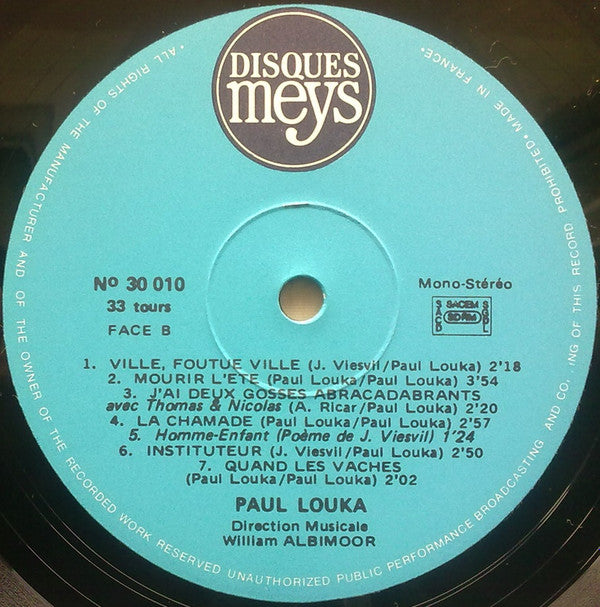 DISQUES
meys
• ALL RIGHTS OF THE MANUFACTURER AND OF THE OWNER OF THE RECORDED WORK RESERVED UNAUTHORIZED PUBLIC PERFORMANCE BROADCASTING AND CO. ING OF THIS RECORD PROHIBITED • MADE IN FRANCE •
Nº 30 010
33 tours
FACE B
Mono-Stéréo
SACEM
SACD
SDRM
SGDL
1. VILLE, FOUTUE VILLE (J. Viesvil/Paul Louka) 2'18
2. MOURIR L'ETE (Paul Louka/Paul Louka) 3'54
3. J'AI DEUX GOSSES ABRACADABRANTS
avec Thomas & Nicolas (A. Ricar/Paul Louka) 2'20
4. LA CHAMADE (Paul Louka/Paul Louka) 2'57
5. Homme-Enfant (Poème de J. Viesvil) 1'24
6. INSTITUTEUR (J. Viesvil/Paul Louka) 2'50
7. QUAND LES VACHES
(Paul Louka/Paul Louka) 2'02
PAUL LOUKA
Direction Musicale
William ALBIMOOR